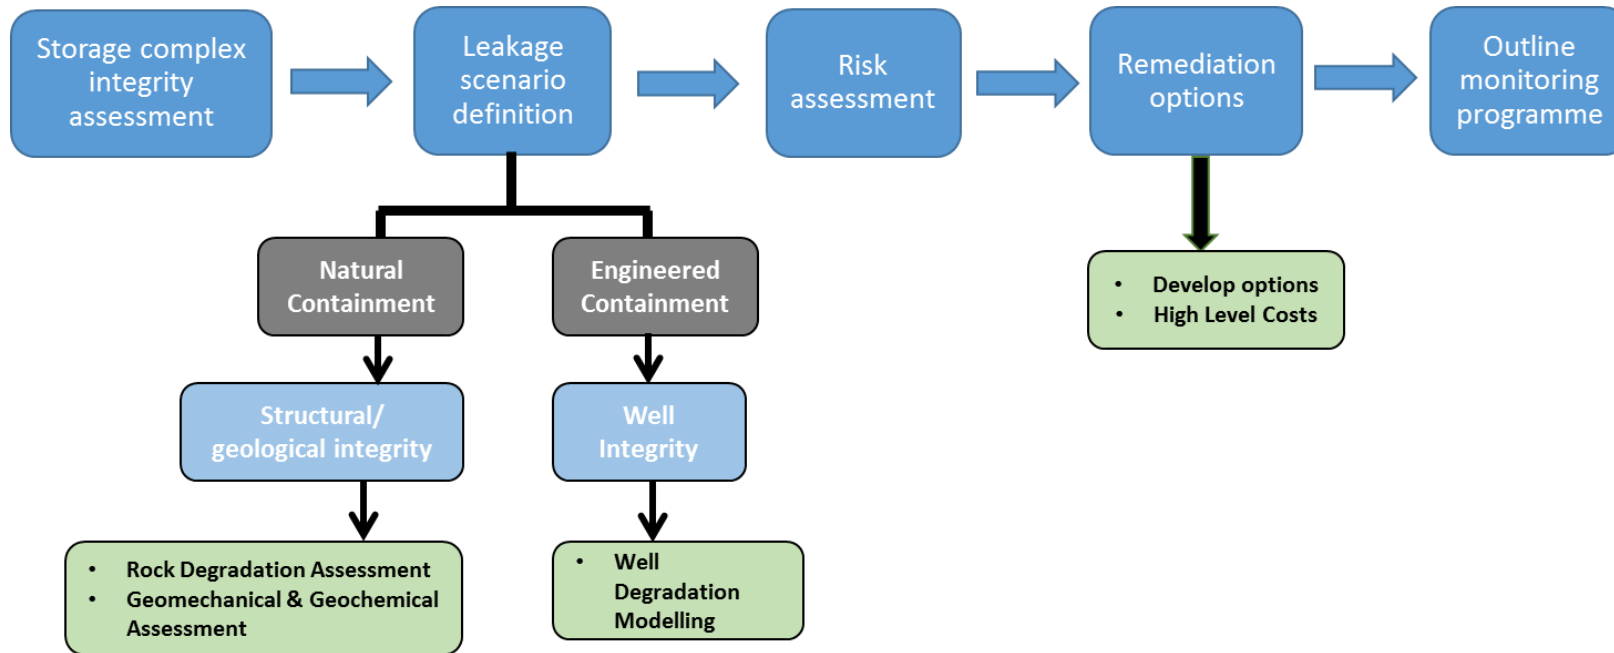 Storage complex
integrity
assessment
Leakage
scenario
definition
Risk
assessment
Remediation
options
Outline
monitoring
programme
Natural
Containment
Engineered
Containment
• Develop options
• High Level Costs
Structural/
geological integrity
Well
Integrity
• Rock Degradation Assessment
• Geomechanical & Geochemical
Assessment
• Well
Degradation
Modelling